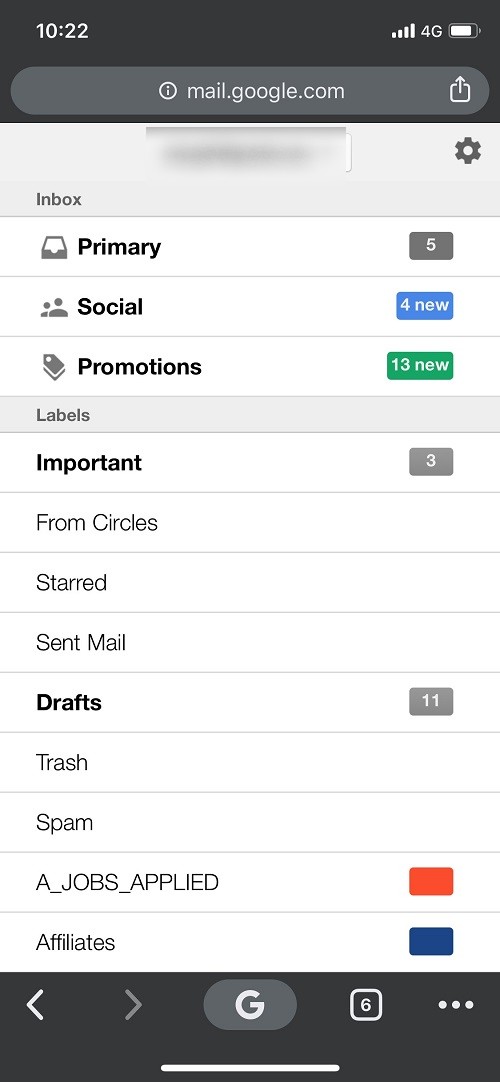 10:22 4G
mail.google.com
Inbox
Primary 5
Social 4 new
Promotions 13 new
Labels
Important 3
From Circles
Starred
Sent Mail
Drafts 11
Trash
Spam
A_JOBS_APPLIED
Affiliates
G 6